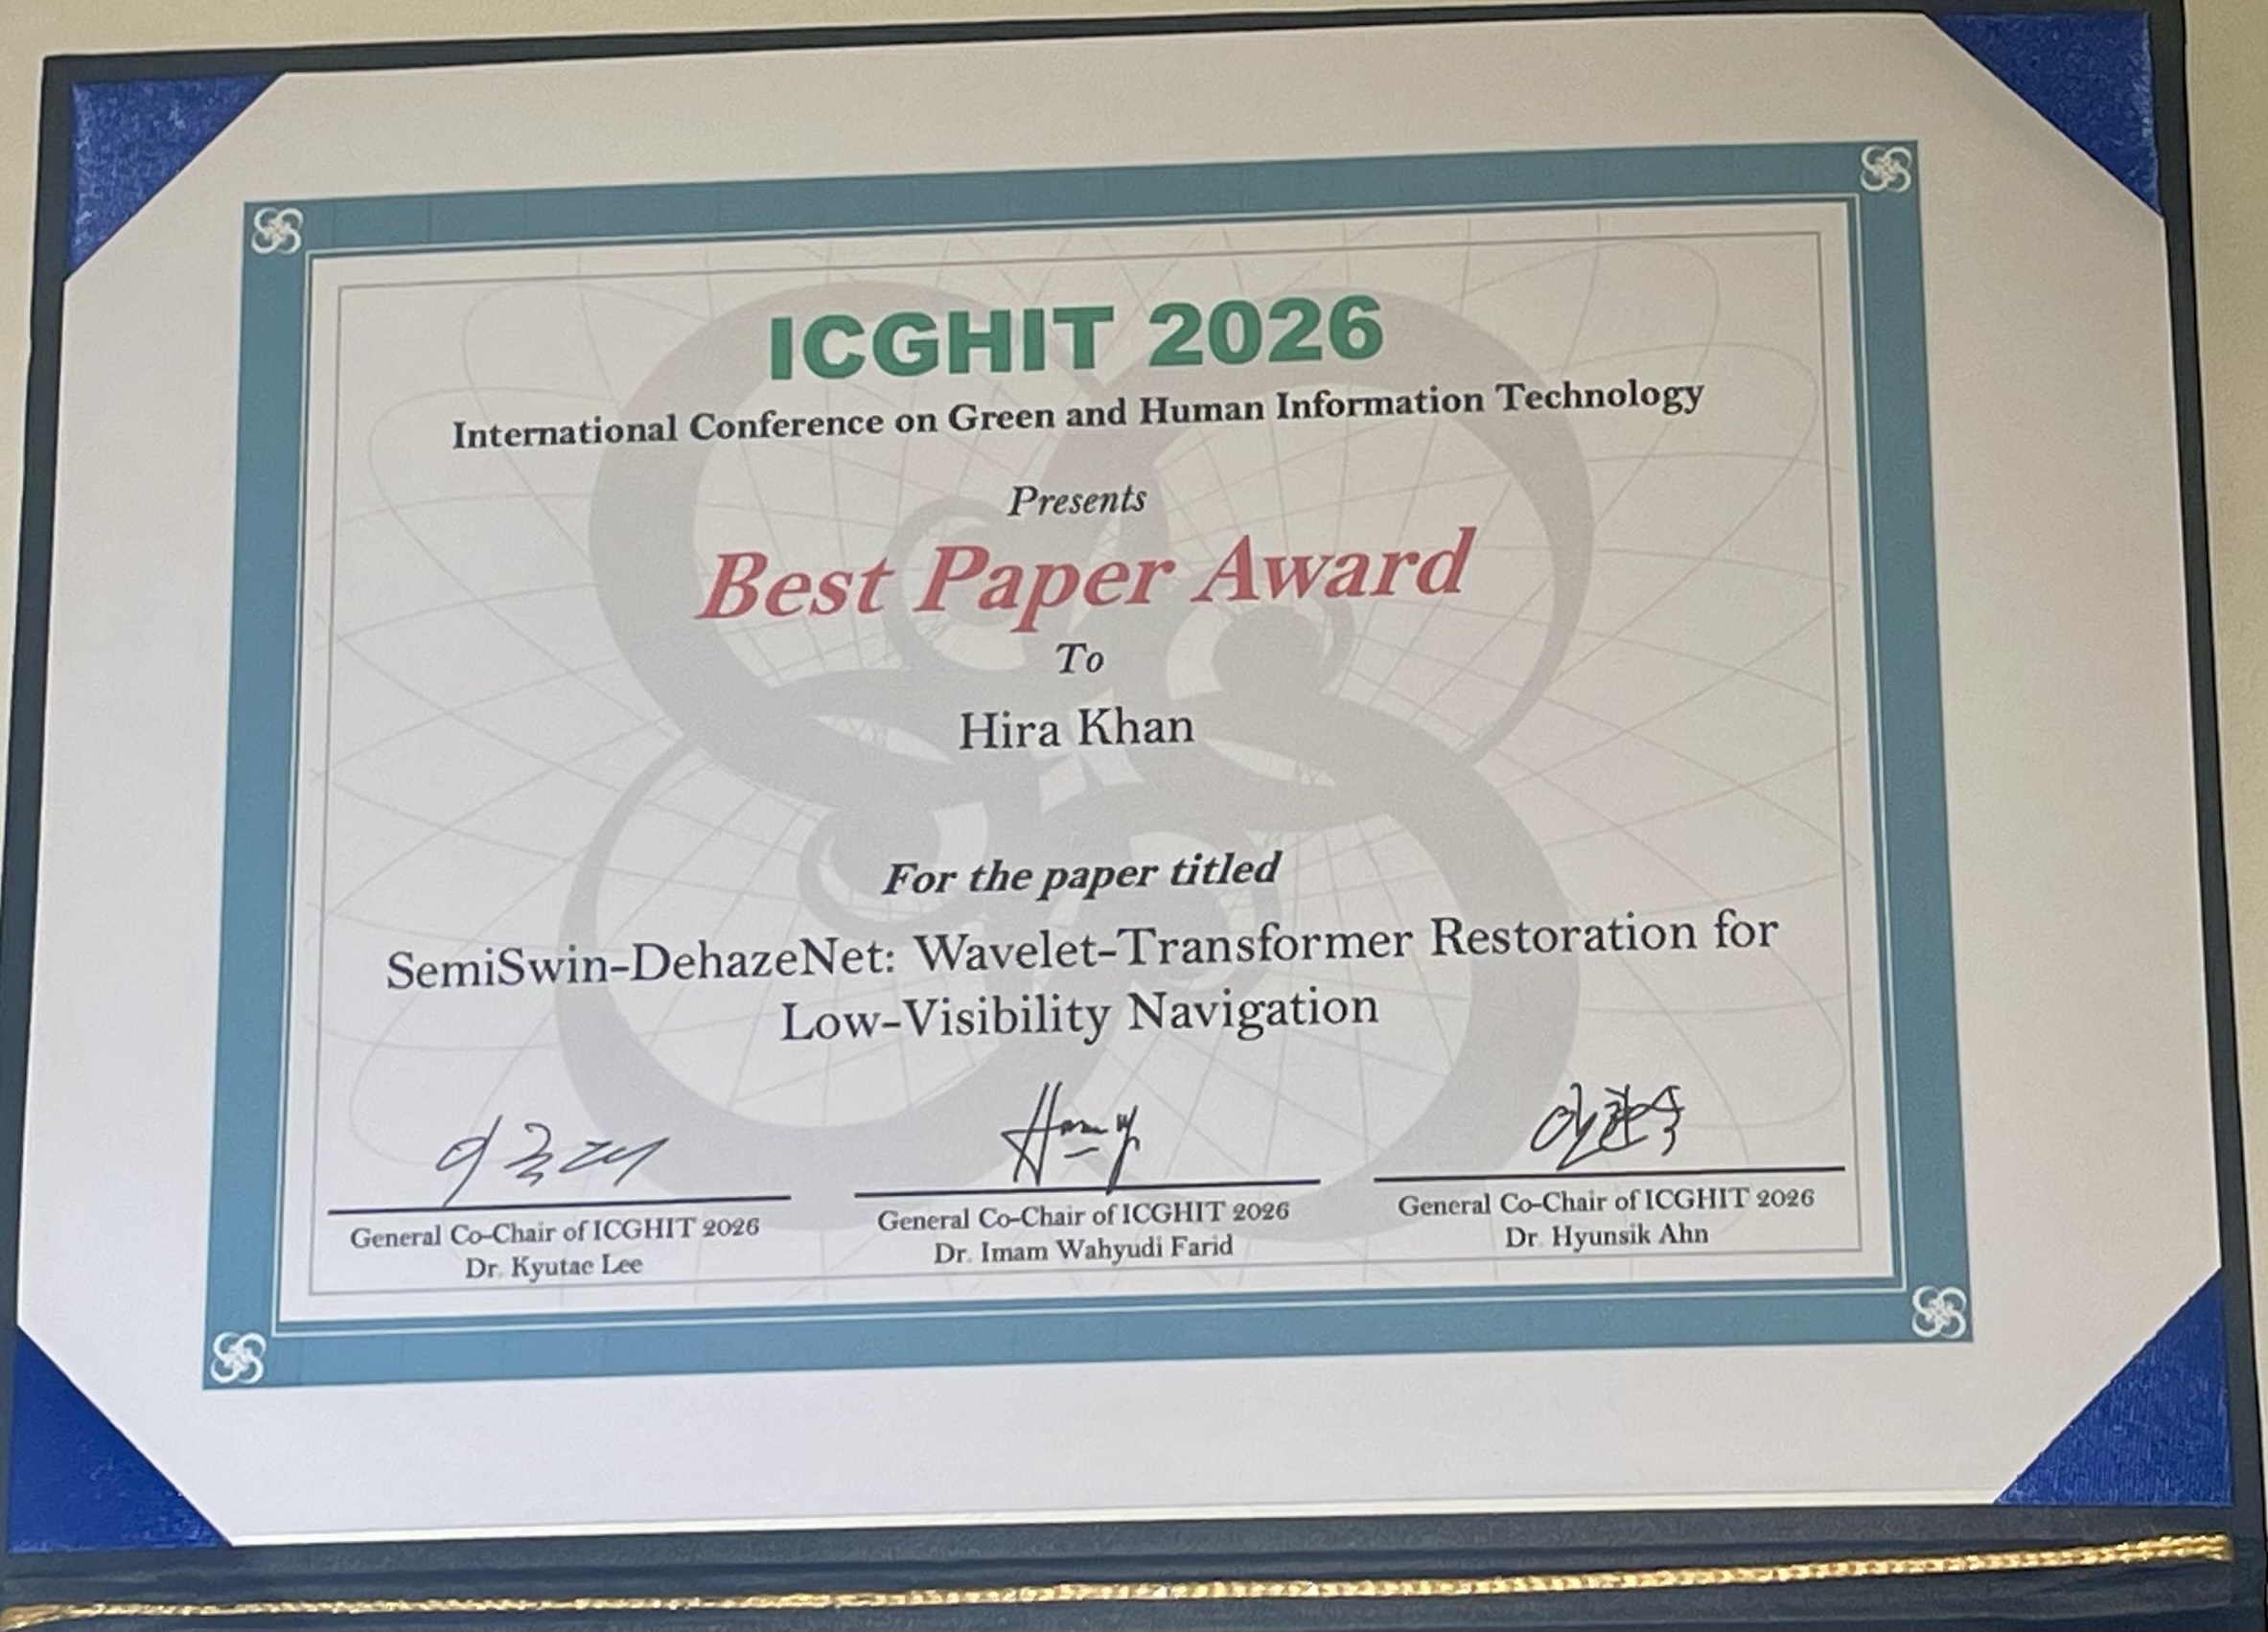 ICGHIT 2026
International Conference on Green and Human Information Technology
Presents
Best Paper Award
To
Hira Khan
For the paper titled
SemiSwin-DehazeNet: Wavelet-Transformer Restoration for
Low-Visibility Navigation
이규태
General Co-Chair of ICGHIT 2026
Dr. Kyutae Lee
General Co-Chair of ICGHIT 2026
Dr. Imam Wahyudi Farid
General Co-Chair of ICGHIT 2026
Dr. Hyunsik Ahn